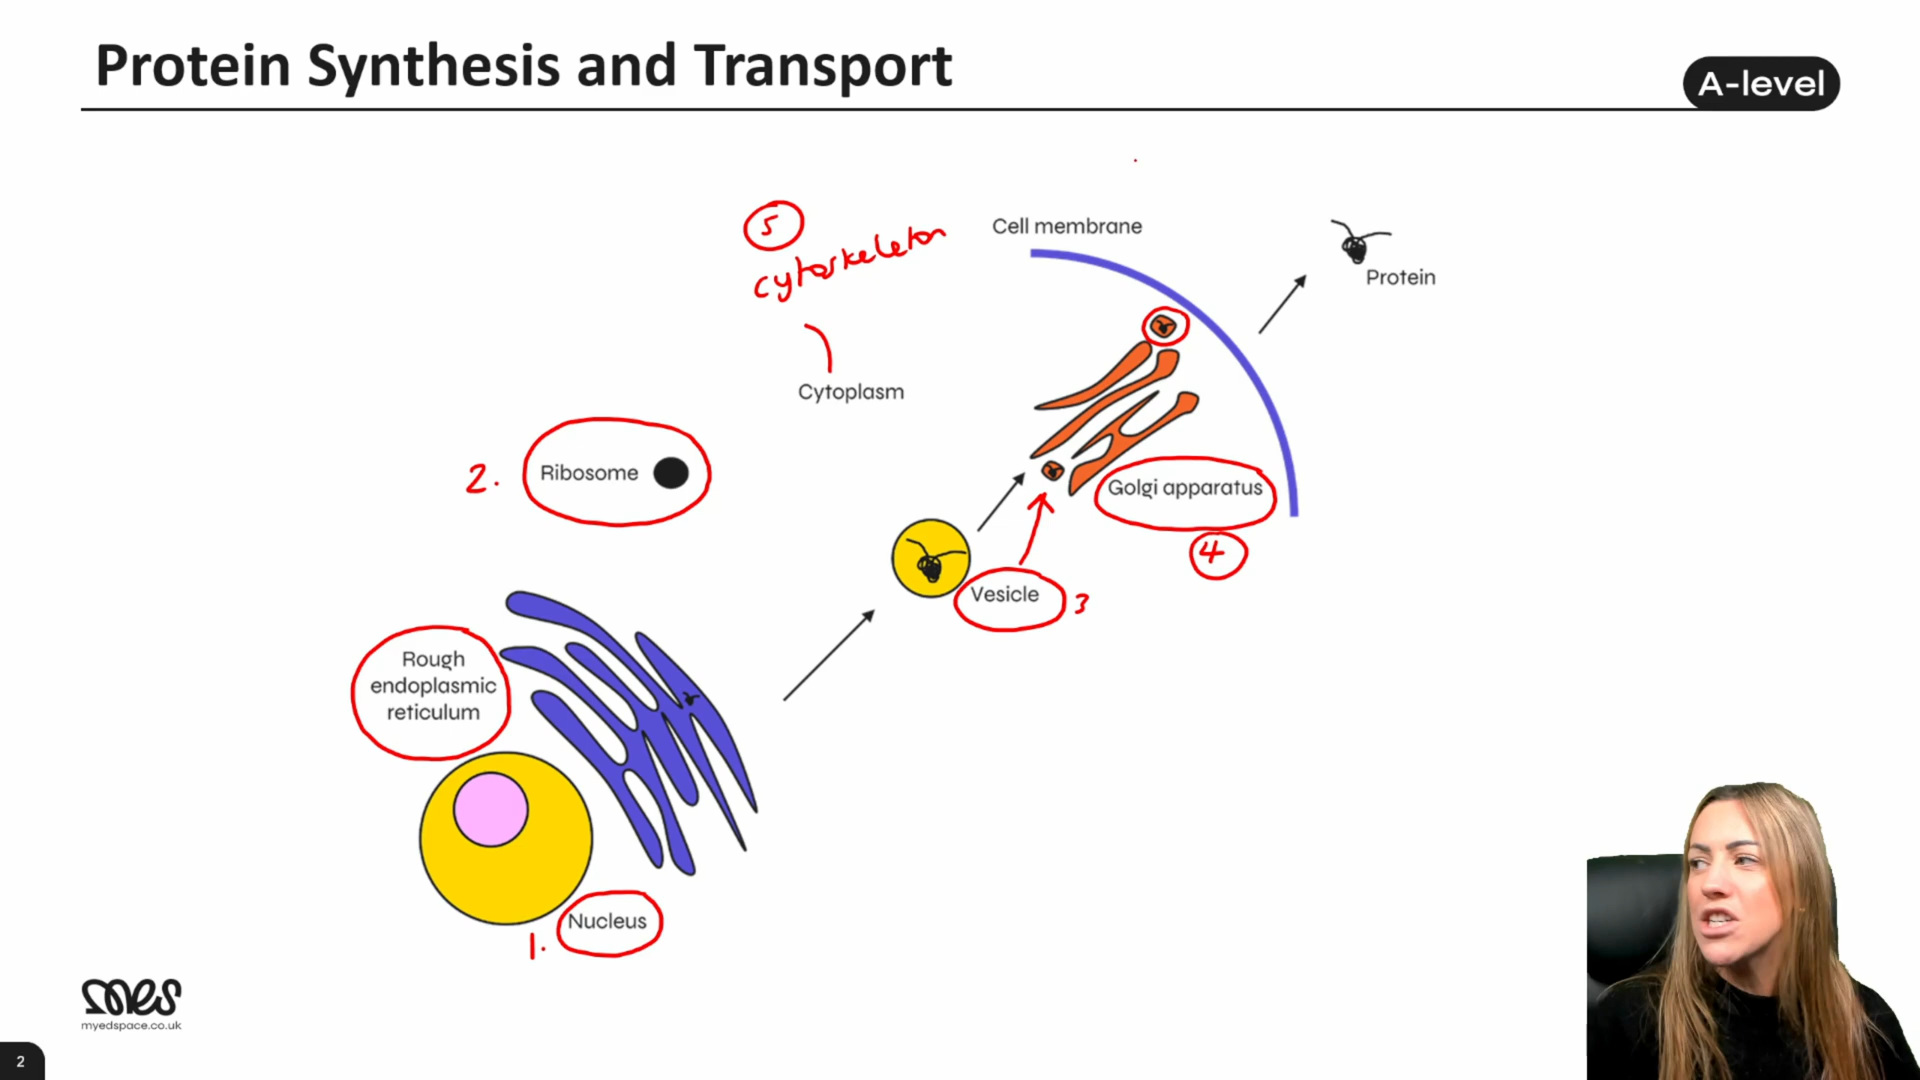 Protein Synthesis and Transport
A-level
5
cytoskeleton
Cell membrane
Protein
Cytoplasm
2. Ribosome
Golgi apparatus
4
Vesicle 3
Rough
endoplasmic
reticulum
Nucleus
1.
mes
myedspace.co.uk
2